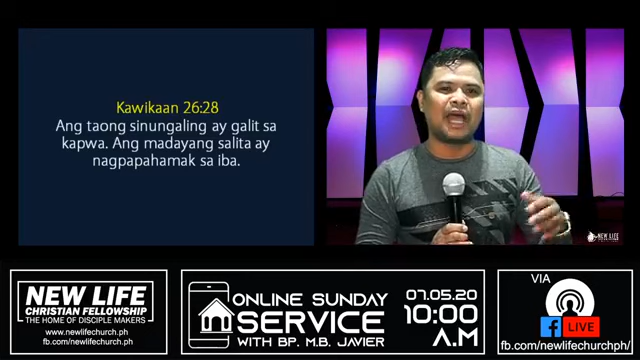 Kawikaan 26:28
Ang taong sinungaling ay galit sa
kapwa. Ang madayang salita ay
nagpapahamak sa iba.
NEW LIFE
NEW LIFE
CHRISTIAN FELLOWSHIP
THE HOME OF DISCIPLE MAKERS
www.newlifechurch.ph
fb.com/newlifechurch.ph
ONLINE SUNDAY
SERVICE
WITH BP. M.B. JAVIER
07.05.20
10:00
A.M
VIA
f LIVE
fb.com/newlifechurchph/